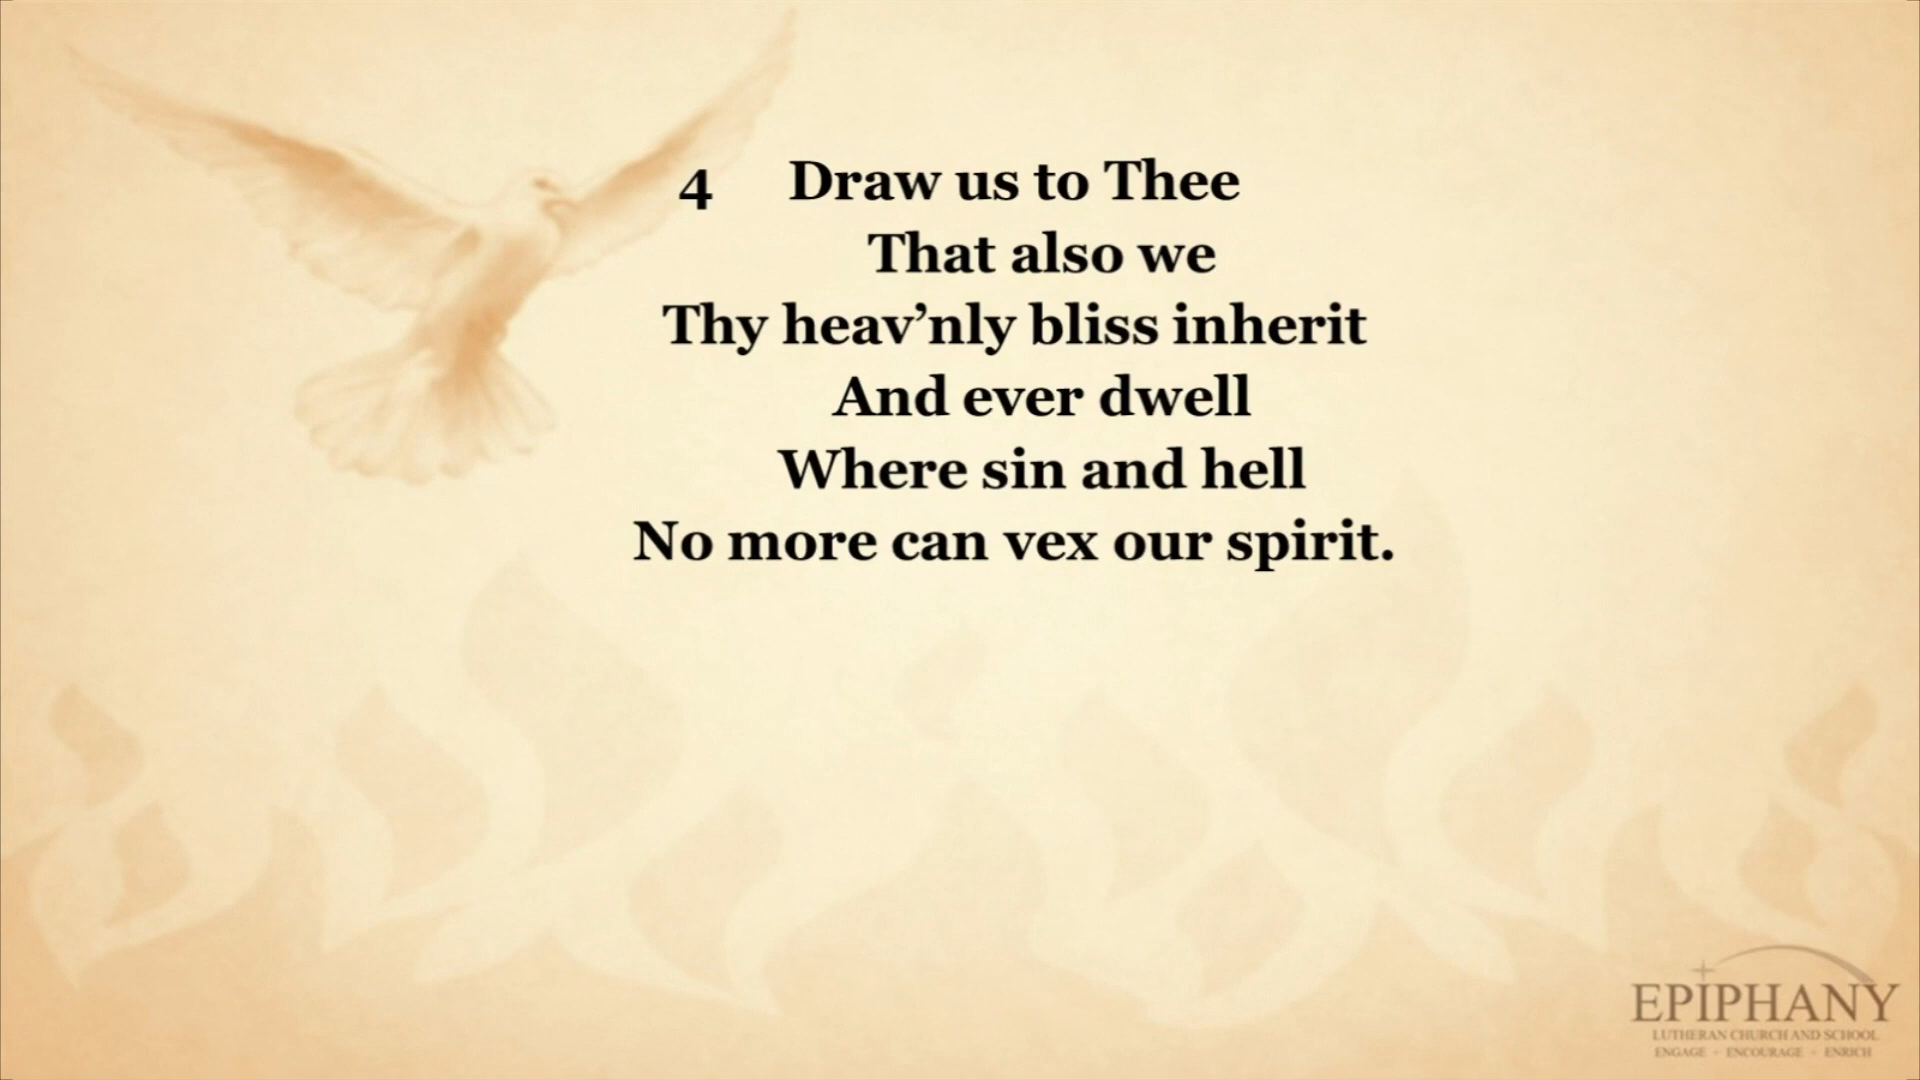 4 Draw us to Thee
That also we
Thy heav’nly bliss inherit
And ever dwell
Where sin and hell
No more can vex our spirit.
EPIPHANY
LUTHERAN CHURCH AND SCHOOL
ENGAGE - ENCOURAGE - ENRICH